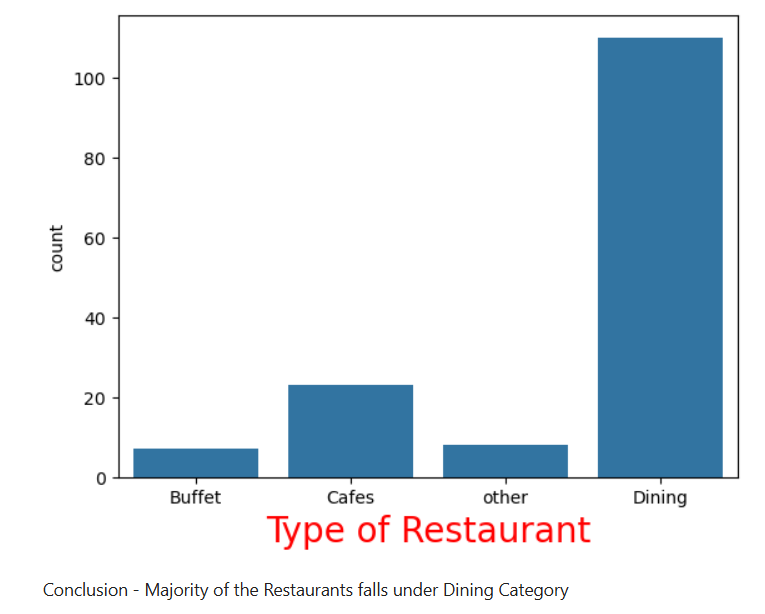 100
80
60
40
20
0
count
Buffet Cafes other Dining
Type of Restaurant
Conclusion - Majority of the Restaurants falls under Dining Category